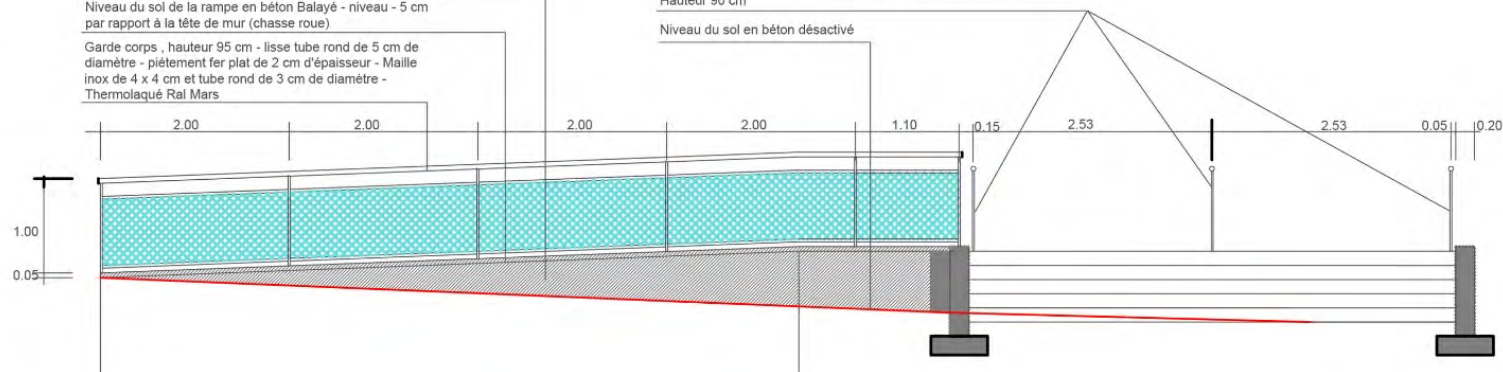 Niveau du sol de la rampe en béton Balayé - niveau - 5 cm
par rapport à la tête de mur (chasse roue)
Garde corps , hauteur 95 cm - lisse tube rond de 5 cm de
diamètre - piétement fer plat de 2 cm d'épaisseur - Maille
inox de 4 x 4 cm et tube rond de 3 cm de diamètre -
Thermolaqué Ral Mars
Hauteur 90 cm
Niveau du sol en béton désactivé
2.00 2.00 2.00 2.00 1.10 0.15 2.53 2.53 0.05 0.20
1.00
0.05